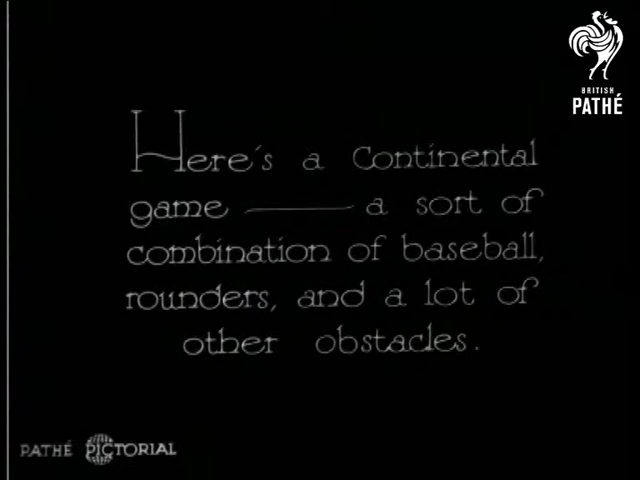 BRITISH
PATHÉ
Here's a Continental
game — a sort of
combination of baseball,
rounders, and a lot of
other obstacles.
PATHÉ PICTORIAL